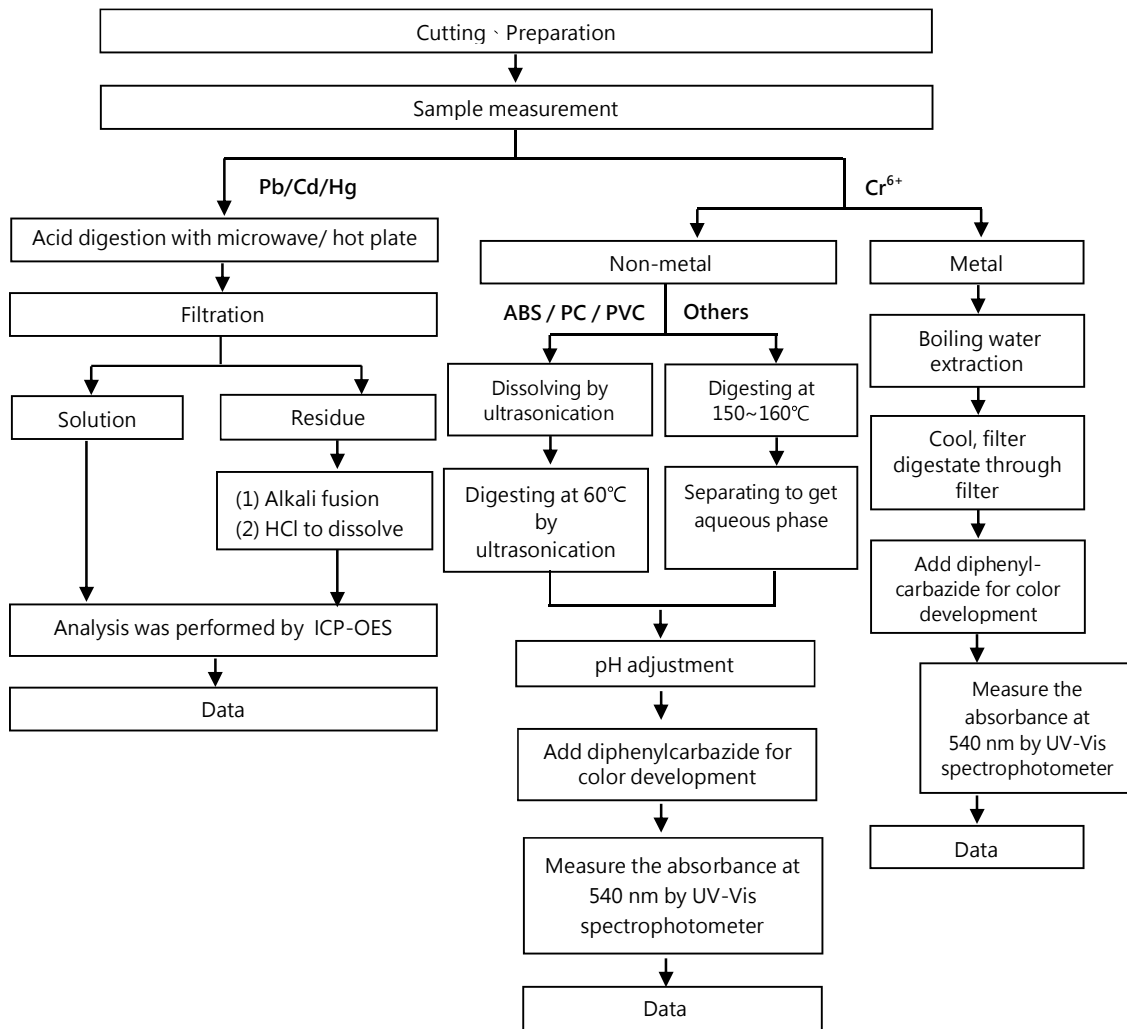 Cutting、Preparation
Sample measurement
Pb/Cd/Hg
Cr⁶⁺
Acid digestion with microwave/ hot plate
Filtration
Solution
Residue
(1) Alkali fusion
(2) HCl to dissolve
Analysis was performed by ICP-OES
Data
Non-metal
ABS / PC / PVC
Others
Dissolving by
ultrasonication
Digesting at
150~160℃
Digesting at 60℃
by
ultrasonication
Separating to get
aqueous phase
pH adjustment
Add diphenylcarbazide for
color development
Measure the absorbance at
540 nm by UV-Vis
spectrophotometer
Data
Metal
Boiling water
extraction
Cool, filter
digestate through
filter
Add diphenyl-
carbazide for color
development
Measure the
absorbance at
540 nm by UV-Vis
spectrophotometer
Data